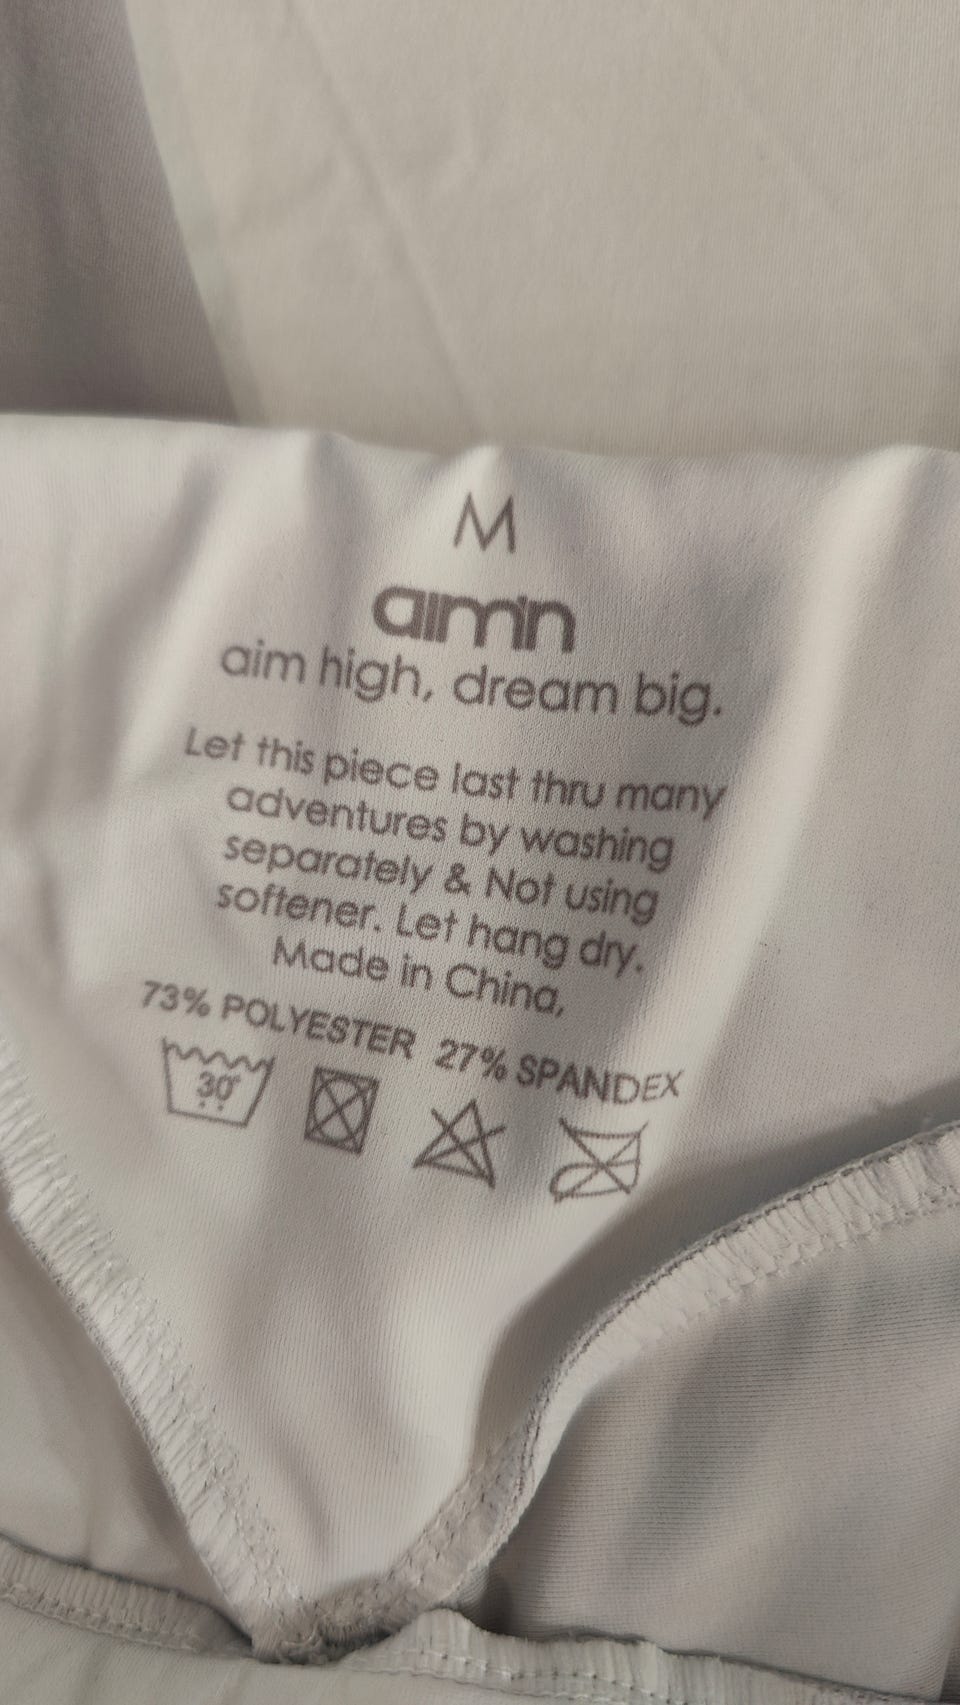 M
aim'n
aim high, dream big.
Let this piece last thru many
adventures by washing
separately & Not using
softener. Let hang dry.
Made in China,
73% POLYESTER 27% SPANDEX
30°